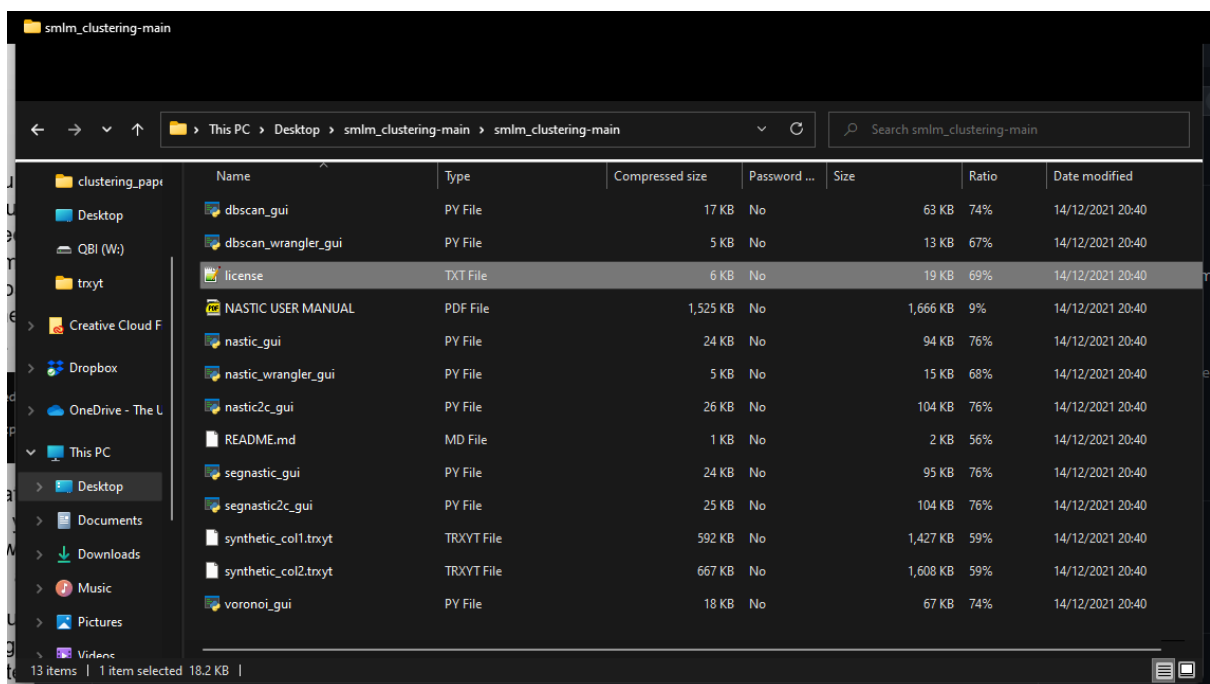 smlm_clustering-main
This PC > Desktop > smlm_clustering-main > smlm_clustering-main
Search smlm_clustering-main
clustering_pape
Desktop
QBI (W:)
trxyt
Creative Cloud F
Dropbox
OneDrive - The U
This PC
Desktop
Documents
Downloads
Music
Pictures
Videos
Name Type Compressed size Password ... Size Ratio Date modified
dbscan_gui PY File 17 KB No 63 KB 74% 14/12/2021 20:40
dbscan_wrangler_gui PY File 5 KB No 13 KB 67% 14/12/2021 20:40
license TXT File 6 KB No 19 KB 69% 14/12/2021 20:40
NASTIC USER MANUAL PDF File 1,525 KB No 1,666 KB 9% 14/12/2021 20:40
nastic_gui PY File 24 KB No 94 KB 76% 14/12/2021 20:40
nastic_wrangler_gui PY File 5 KB No 15 KB 68% 14/12/2021 20:40
nastic2c_gui PY File 26 KB No 104 KB 76% 14/12/2021 20:40
README.md MD File 1 KB No 2 KB 56% 14/12/2021 20:40
segnastic_gui PY File 24 KB No 95 KB 76% 14/12/2021 20:40
segnastic2c_gui PY File 25 KB No 104 KB 76% 14/12/2021 20:40
synthetic_col1.trxyt TRXYT File 592 KB No 1,427 KB 59% 14/12/2021 20:40
synthetic_col2.trxyt TRXYT File 667 KB No 1,608 KB 59% 14/12/2021 20:40
voronoi_gui PY File 18 KB No 67 KB 74% 14/12/2021 20:40
13 items | 1 item selected 18.2 KB |